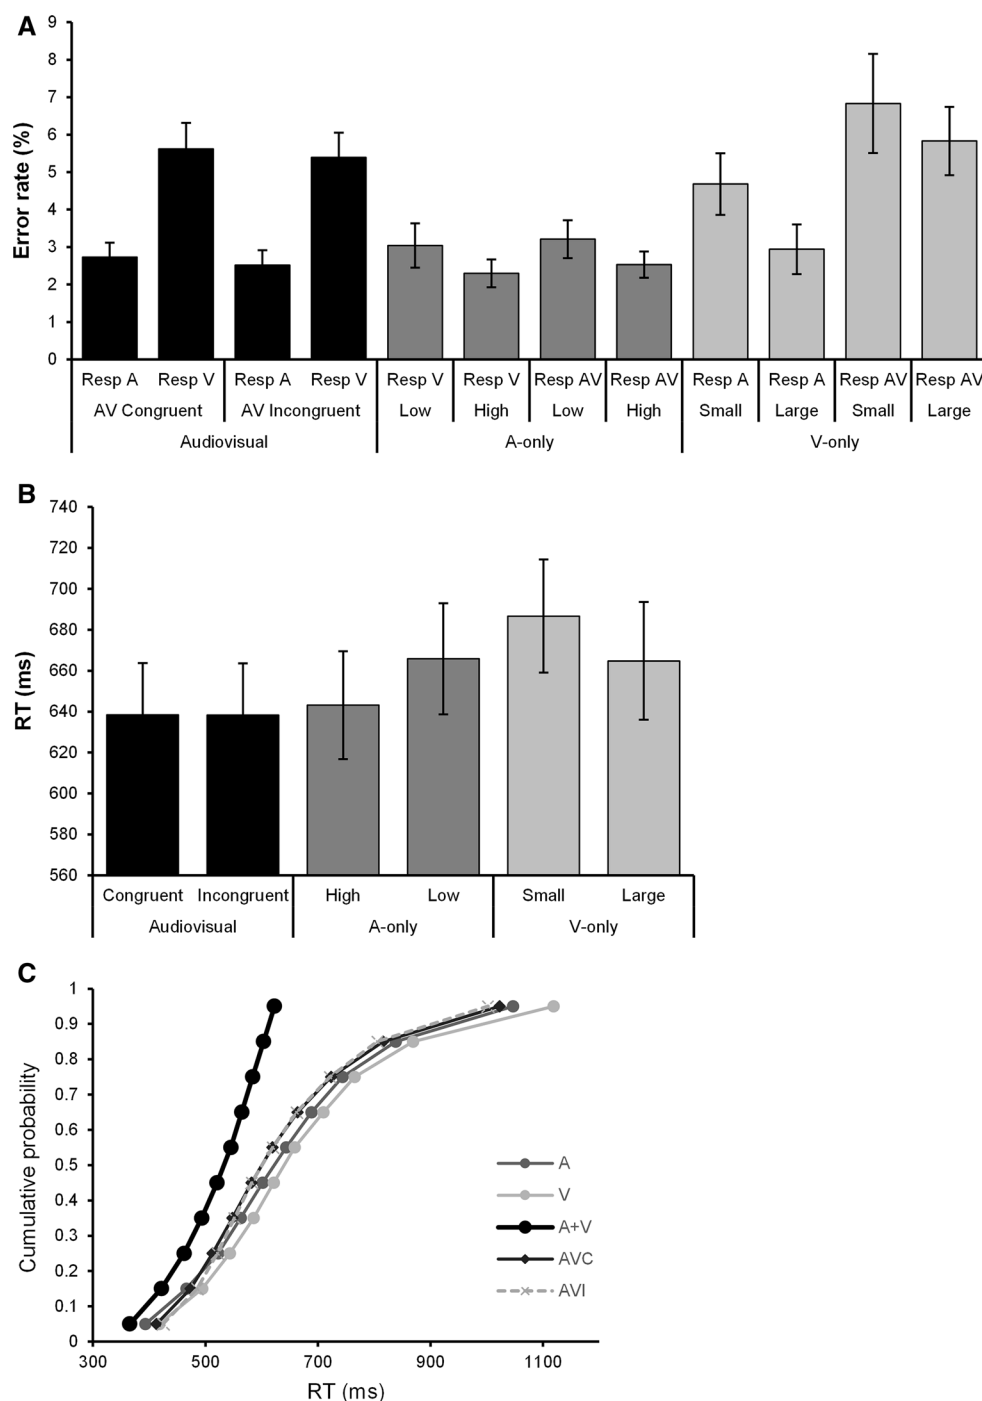 A
9
8
7
6
5
4
3
2
1
0
Error rate (%)
Resp A Resp V Resp A Resp V Resp V Resp V Resp AV Resp AV Resp A Resp A Resp AV Resp AV
AV Congruent AV Incongruent Low High Low High Small Large Small Large
Audiovisual A-only V-only
B
740
720
700
680
660
640
620
600
580
560
RT (ms)
Congruent Incongruent High Low Small Large
Audiovisual A-only V-only
C
1
0.9
0.8
0.7
0.6
0.5
0.4
0.3
0.2
0.1
0
Cumulative probability
A
V
A+V
AVC
AVI
300 500 700 900 1100
RT (ms)